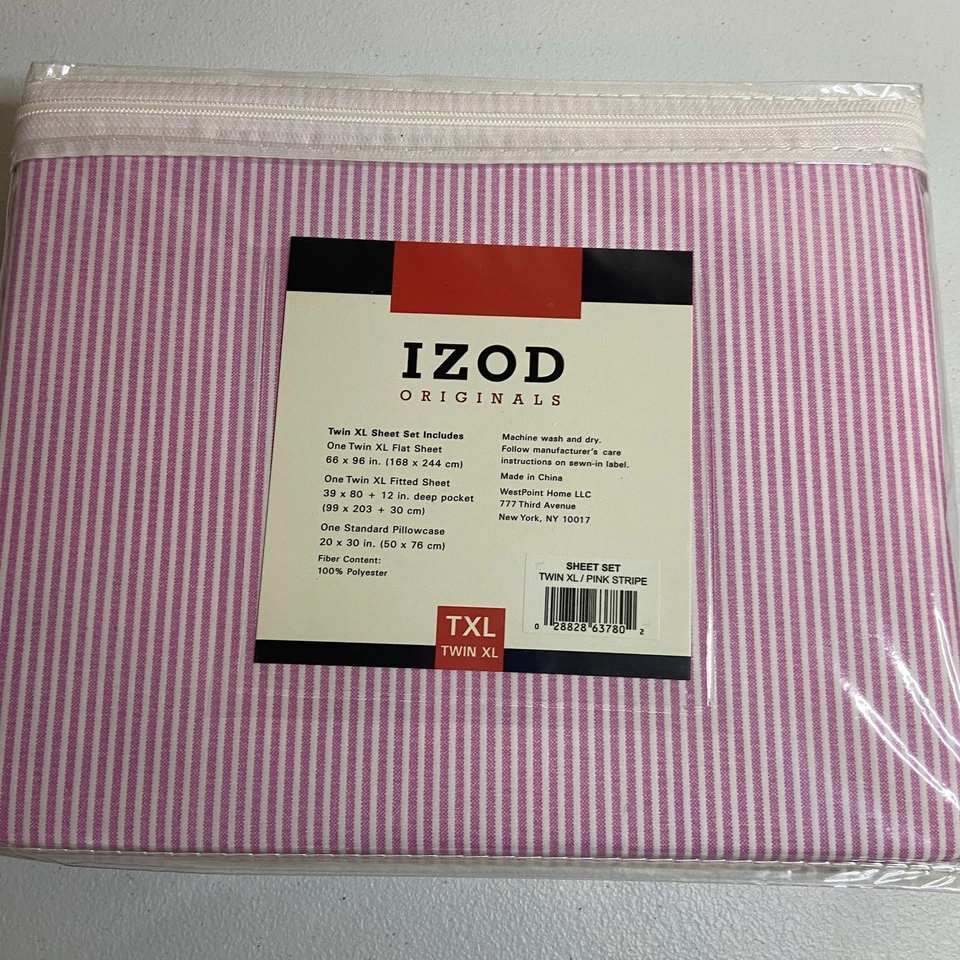 IZOD
ORIGINALS
Twin XL Sheet Set Includes
One Twin XL Flat Sheet
66 x 96 in. (168 x 244 cm)
One Twin XL Fitted Sheet
39 x 80 + 12 in. deep pocket
(99 x 203 + 30 cm)
One Standard Pillowcase
20 x 30 in. (50 x 76 cm)
Fiber Content:
100% Polyester
Machine wash and dry.
Follow manufacturer's care
instructions on sewn-in label.
Made in China
WestPoint Home LLC
777 Third Avenue
New York, NY 10017
SHEET SET
TWIN XL / PINK STRIPE
0 28828 63780 2
TXL
TWIN XL